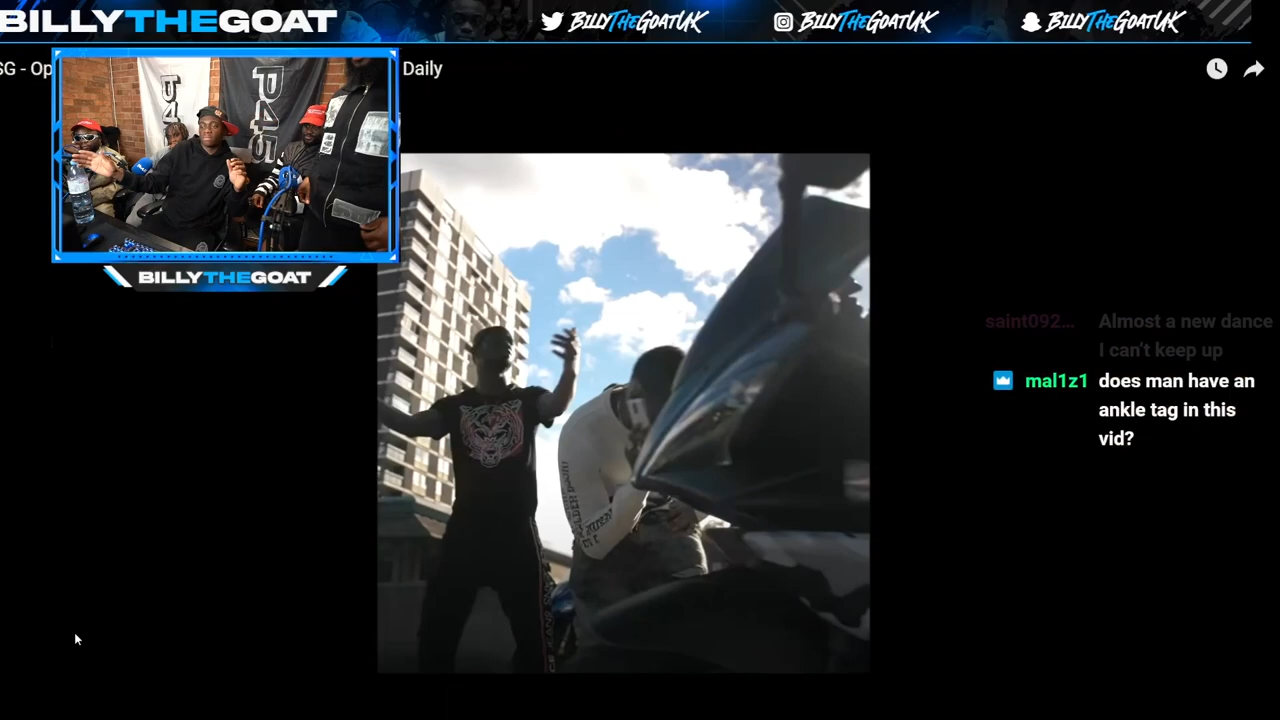 BILLYTHEGOAT
BILLYTHEGOATUK
BILLYTHEGOATUK
BILLYTHEGOATUK
SG - Op
Daily
P45
BILLYTHEGOAT
saint092...
Almost a new dance
I can't keep up
mal1z1
does man have an
ankle tag in this
vid?